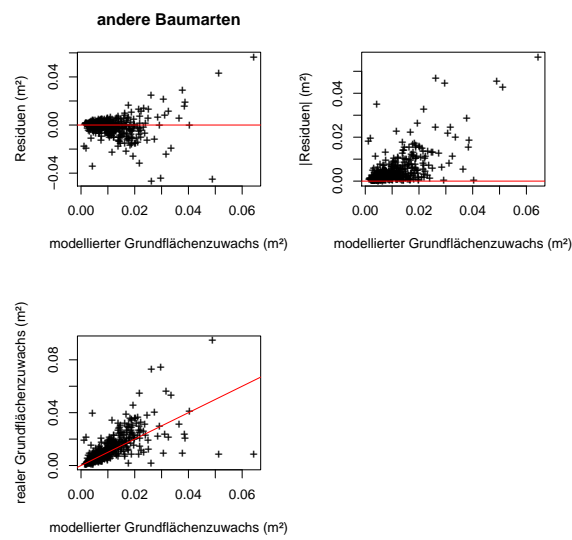 andere Baumarten
Residuen (m²)
0.04
0.00
−0.04
0.00 0.02 0.04 0.06
modellierter Grundflächenzuwachs (m²)
|Residuen| (m²)
0.04
0.02
0.00
0.00 0.02 0.04 0.06
modellierter Grundflächenzuwachs (m²)
realer Grundflächenzuwachs (m²)
0.08
0.04
0.00
0.00 0.02 0.04 0.06
modellierter Grundflächenzuwachs (m²)